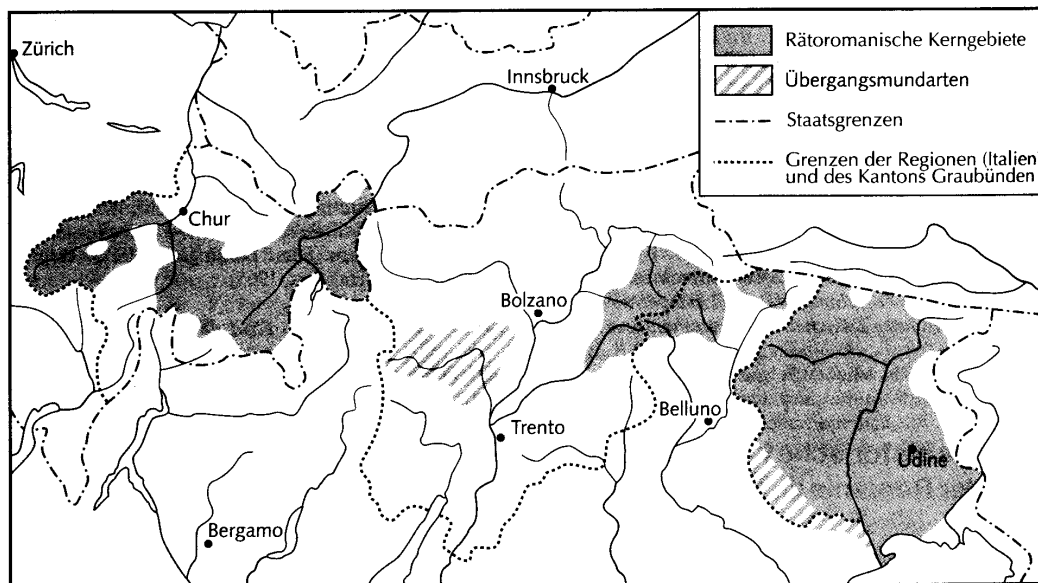 Zürich
Innsbruck
Chur
Bolzano
Trento
Belluno
Udine
Bergamo
Rätoromanische Kerngebiete
Übergangsmundarten
Staatsgrenzen
Grenzen der Regionen (Italien)
und des Kantons Graubünden